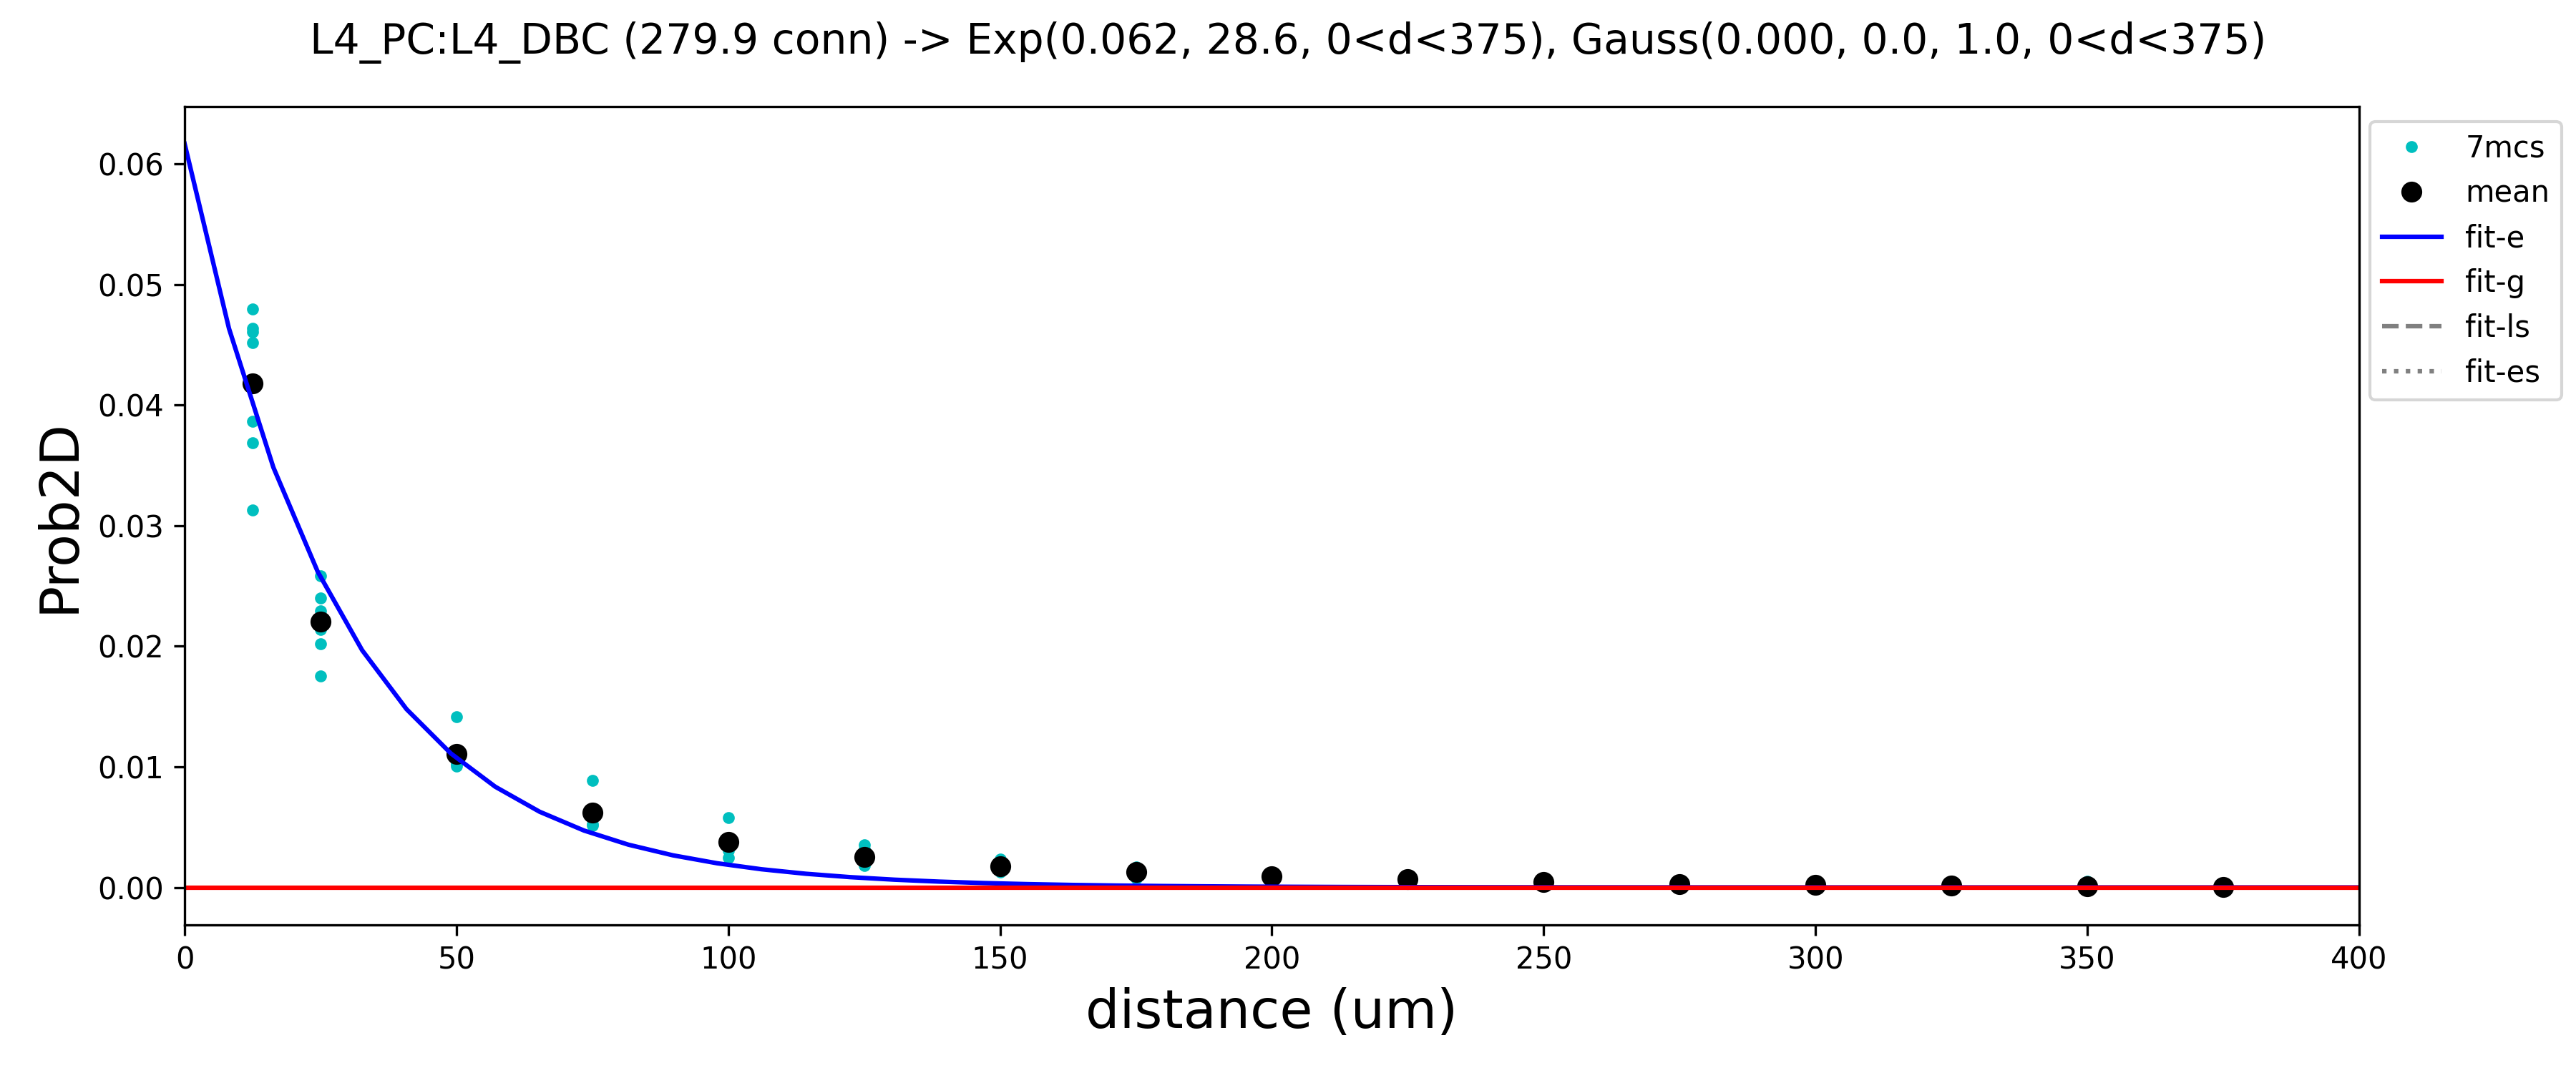 L4_PC:L4_DBC (279.9 conn) -> Exp(0.062, 28.6, 0<d<375), Gauss(0.000, 0.0, 1.0, 0<d<375)
7mcs
mean
fit-e
fit-g
fit-ls
fit-es
Prob2D
0.06
0.05
0.04
0.03
0.02
0.01
0.00
0 50 100 150 200 250 300 350 400
distance (um)